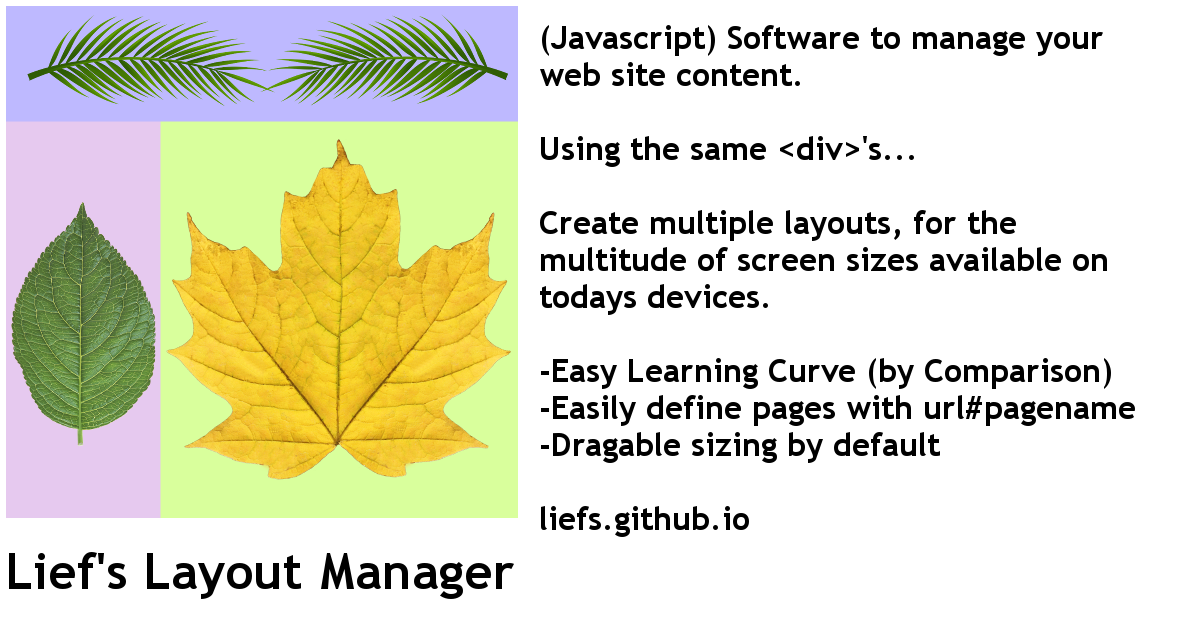 (Javascript) Software to manage your
web site content.
Using the same <div>'s...
Create multiple layouts, for the
multitude of screen sizes available on
todays devices.
-Easy Learning Curve (by Comparison)
-Easily define pages with url#pagename
-Dragable sizing by default
liefs.github.io
Lief's Layout Manager